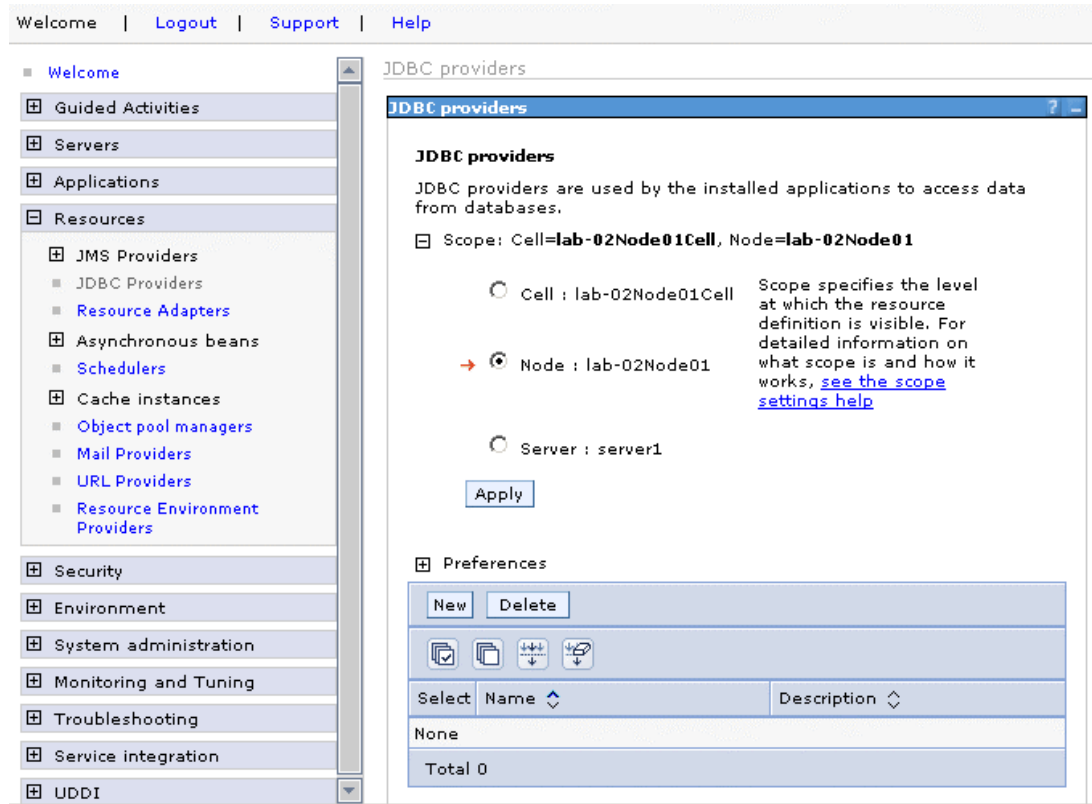 Welcome | Logout | Support | Help
Welcome
Guided Activities
Servers
Applications
Resources
JMS Providers
JDBC Providers
Resource Adapters
Asynchronous beans
Schedulers
Cache instances
Object pool managers
Mail Providers
URL Providers
Resource Environment
Providers
Security
Environment
System administration
Monitoring and Tuning
Troubleshooting
Service integration
UDDI
JDBC providers
JDBC providers ? –
JDBC providers
JDBC providers are used by the installed applications to access data
from databases.
Scope: Cell=lab-02Node01Cell, Node=lab-02Node01
Cell : lab-02Node01Cell
Node : lab-02Node01
Server : server1
Scope specifies the level
at which the resource
definition is visible. For
detailed information on
what scope is and how it
works, see the scope
settings help
Apply
Preferences
New Delete
Select Name Description
None
Total 0